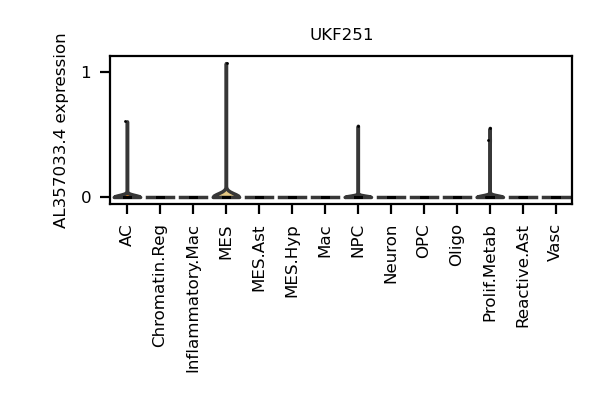 UKF251
AL357033.4 expression
1
0
AC
Chromatin.Reg
Inflammatory.Mac
MES
MES.Ast
MES.Hyp
Mac
NPC
Neuron
OPC
Oligo
Prolif.Metab
Reactive.Ast
Vasc